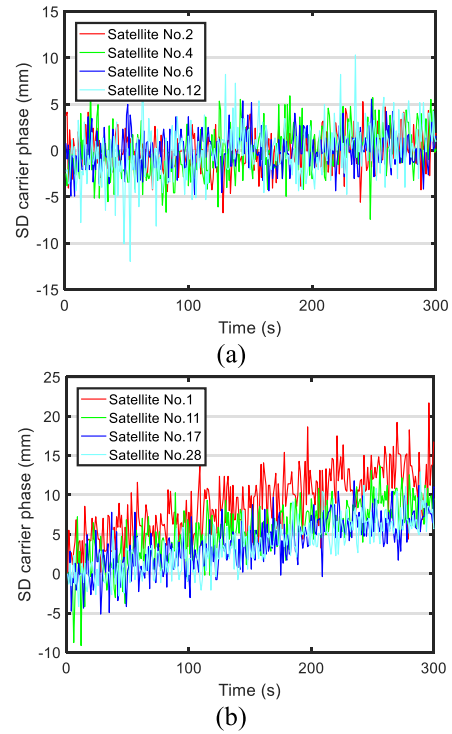 15
10
5
0
-5
-10
-15
SD carrier phase (mm)
Satellite No.2
Satellite No.4
Satellite No.6
Satellite No.12
0 100 200 300
Time (s)
(a)
25
20
15
10
5
0
-5
-10
SD carrier phase (mm)
Satellite No.1
Satellite No.11
Satellite No.17
Satellite No.28
0 100 200 300
Time (s)
(b)